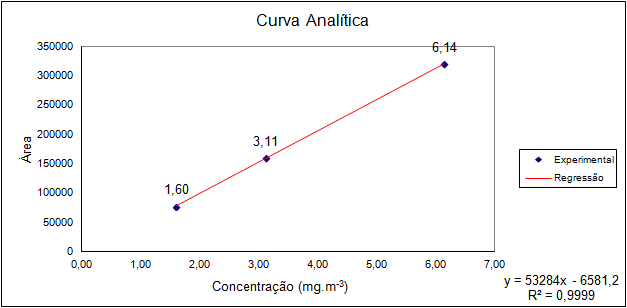 Curva Analítica
350000
300000
250000
200000
150000
100000
50000
0
Área
6,14
3,11
1,60
0,00 1,00 2,00 3,00 4,00 5,00 6,00 7,00
Concentração (mg.m⁻³)
Experimental
Regressão
y = 53284x - 6581,2
R² = 0,9999